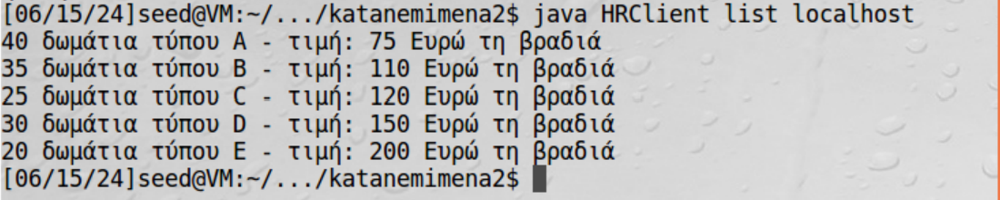 [06/15/24]seed@VM:~/.../katanemimena2$ java HRClient list localhost
40 δωμάτια τύπου A - τιμή: 75 Ευρώ τη βραδιά
35 δωμάτια τύπου B - τιμή: 110 Ευρώ τη βραδιά
25 δωμάτια τύπου C - τιμή: 120 Ευρώ τη βραδιά
30 δωμάτια τύπου D - τιμή: 150 Ευρώ τη βραδιά
20 δωμάτια τύπου E - τιμή: 200 Ευρώ τη βραδιά
[06/15/24]seed@VM:~/.../katanemimena2$